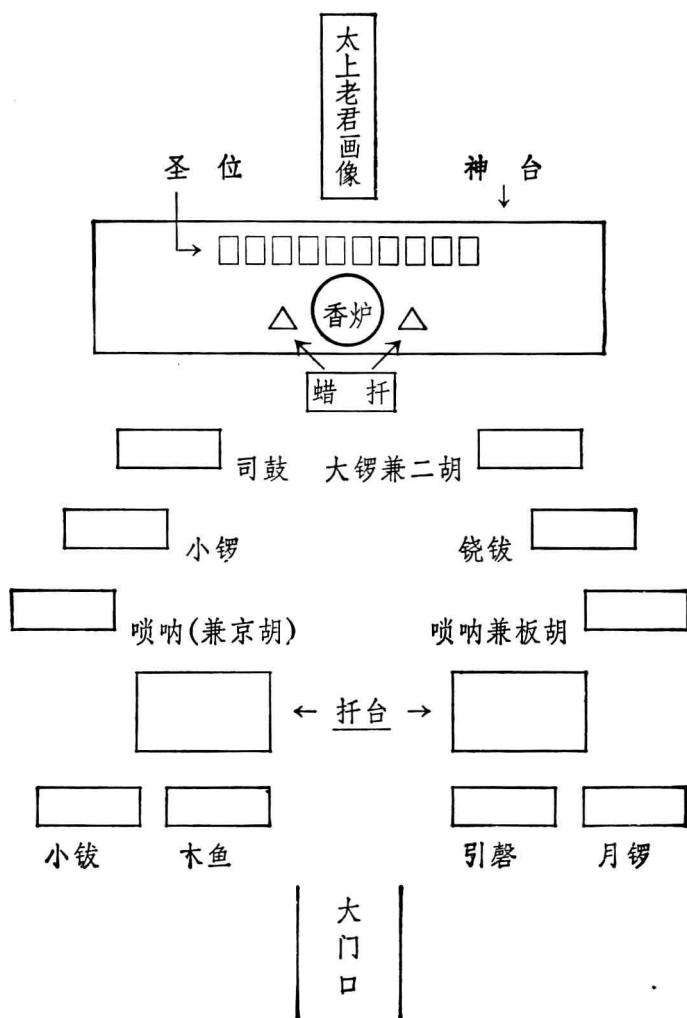 太上老君画像
圣位
神台
香炉
蜡扦
司鼓 大锣兼二胡
小锣 铙钹
唢呐(兼京胡) 唢呐兼板胡
← 扦台 →
小钹 木鱼 引磬 月锣
大门口